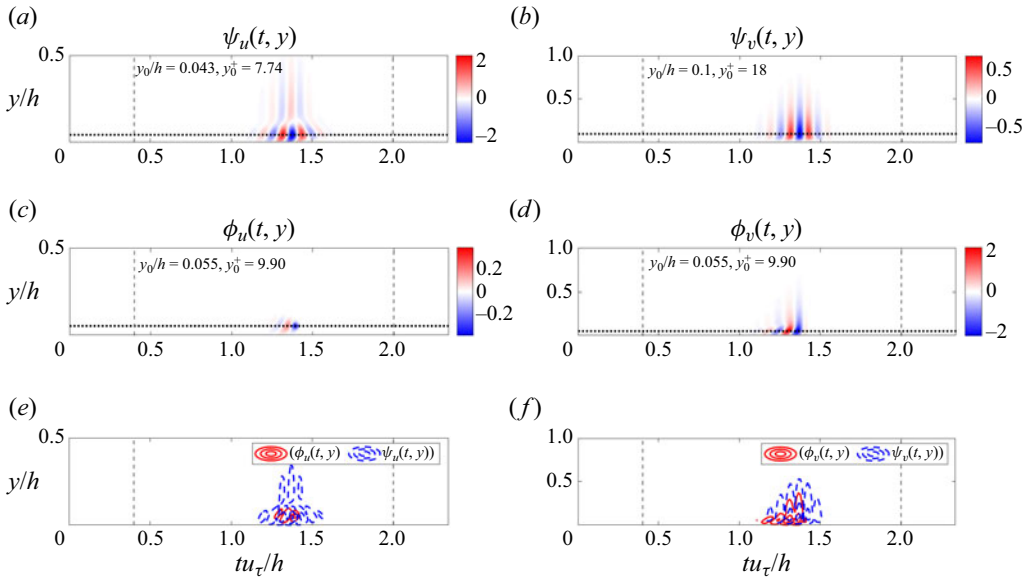 (a) (b)
ψu(t, y) ψv(t, y)
0.5 y0/h = 0.043, y0+ = 7.74 2 1.0 y0/h = 0.1, y0+ = 18 0.5
y/h 0 0.5 0
–2 –0.5
0 0.5 1.0 1.5 2.0 0 0.5 1.0 1.5 2.0
(c) (d)
ϕu(t, y) ϕv(t, y)
0.5 y0/h = 0.055, y0+ = 9.90 0.2 1.0 y0/h = 0.055, y0+ = 9.90 2
y/h 0 0.5 0
–0.2 –2
0 0.5 1.0 1.5 2.0 0 0.5 1.0 1.5 2.0
(e) (f)
0.5 (ϕu(t, y) ψu(t, y)) 1.0 (ϕv(t, y) ψv(t, y))
y/h 0.5
0 0.5 1.0 1.5 2.0 0 0.5 1.0 1.5 2.0
tuτ/h tuτ/h